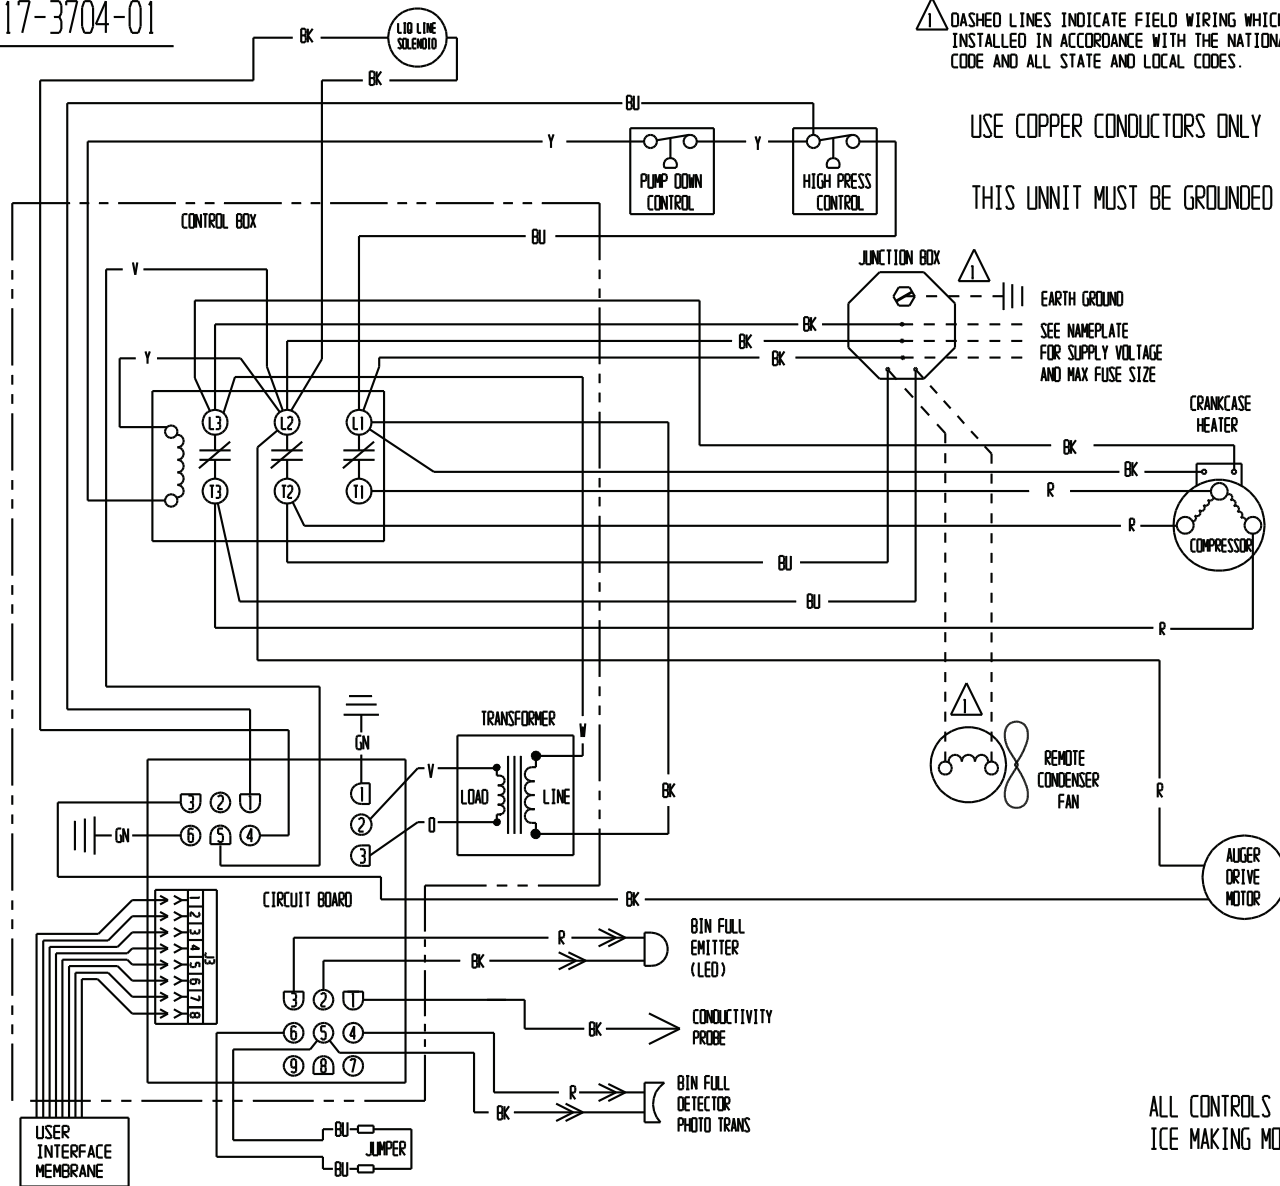 17-3704-01
BK
LIQ LINE
SOLENOID
BK
1
DASHED LINES INDICATE FIELD WIRING WHICH
INSTALLED IN ACCORDANCE WITH THE NATIONA
CODE AND ALL STATE AND LOCAL CODES.
USE COPPER CONDUCTORS ONLY
THIS UNNIT MUST BE GROUNDED
BU
Y
Y
PUMP DOWN
CONTROL
HIGH PRESS
CONTROL
CONTROL BOX
BU
V
JUNCTION BOX
1
EARTH GROUND
SEE NAMEPLATE
FOR SUPPLY VOLTAGE
AND MAX FUSE SIZE
BK
BK
BK
Y
L3
L2
L1
T3
T2
T1
CRANKCASE
HEATER
BK
BK
R
R
COMPRESSOR
BU
BU
R
1
REMOTE
CONDENSER
FAN
GN
TRANSFORMER
W
V
LOAD
LINE
O
BK
R
3
2
1
6
5
4
GN
1
2
3
AUGER
DRIVE
MOTOR
CIRCUIT BOARD
BK
1
2
3
4
5
6
7
8
J3
R
BK
BIN FULL
EMITTER
(LED)
3
2
1
6
5
4
9
8
7
BK
CONDUCTIVITY
PROBE
R
BK
BIN FULL
DETECTOR
PHOTO TRANS
BU
JUMPER
BU
USER
INTERFACE
MEMBRANE
ALL CONTROLS
ICE MAKING MO